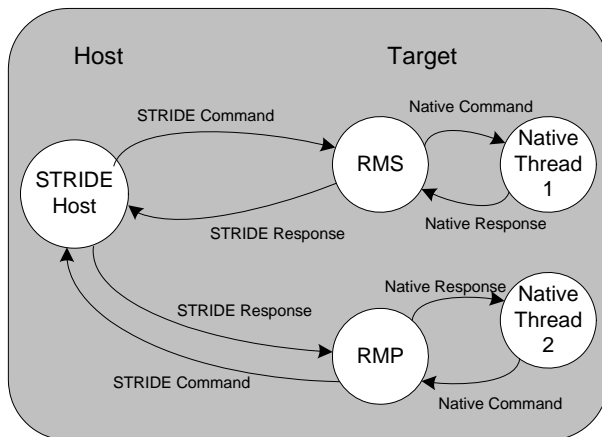 Host
Target
STRIDE Command
Native Command
STRIDE
Host
RMS
Native
Thread
1
STRIDE Response
Native Response
STRIDE Response
Native Response
RMP
Native
Thread
2
STRIDE Command
Native Command